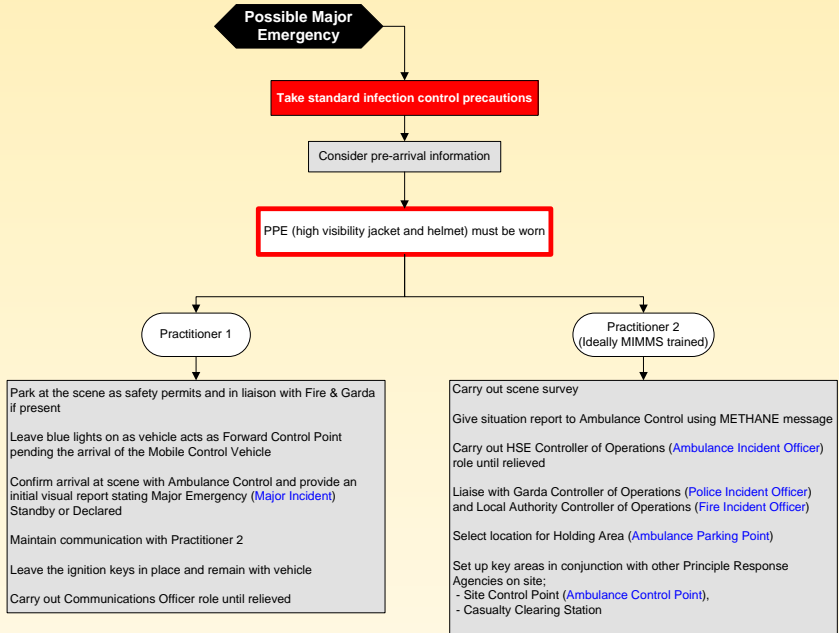 Possible Major
Emergency
Take standard infection control precautions
Consider pre-arrival information
PPE (high visibility jacket and helmet) must be worn
Practitioner 1
Park at the scene as safety permits and in liaison with Fire & Garda
if present
Leave blue lights on as vehicle acts as Forward Control Point
pending the arrival of the Mobile Control Vehicle
Confirm arrival at scene with Ambulance Control and provide an
initial visual report stating Major Emergency (Major Incident)
Standby or Declared
Maintain communication with Practitioner 2
Leave the ignition keys in place and remain with vehicle
Carry out Communications Officer role until relieved
Practitioner 2
(Ideally MIMMS trained)
Carry out scene survey
Give situation report to Ambulance Control using METHANE message
Carry out HSE Controller of Operations (Ambulance Incident Officer)
role until relieved
Liaise with Garda Controller of Operations (Police Incident Officer)
and Local Authority Controller of Operations (Fire Incident Officer)
Select location for Holding Area (Ambulance Parking Point)
Set up key areas in conjunction with other Principle Response
Agencies on site;
- Site Control Point (Ambulance Control Point),
- Casualty Clearing Station